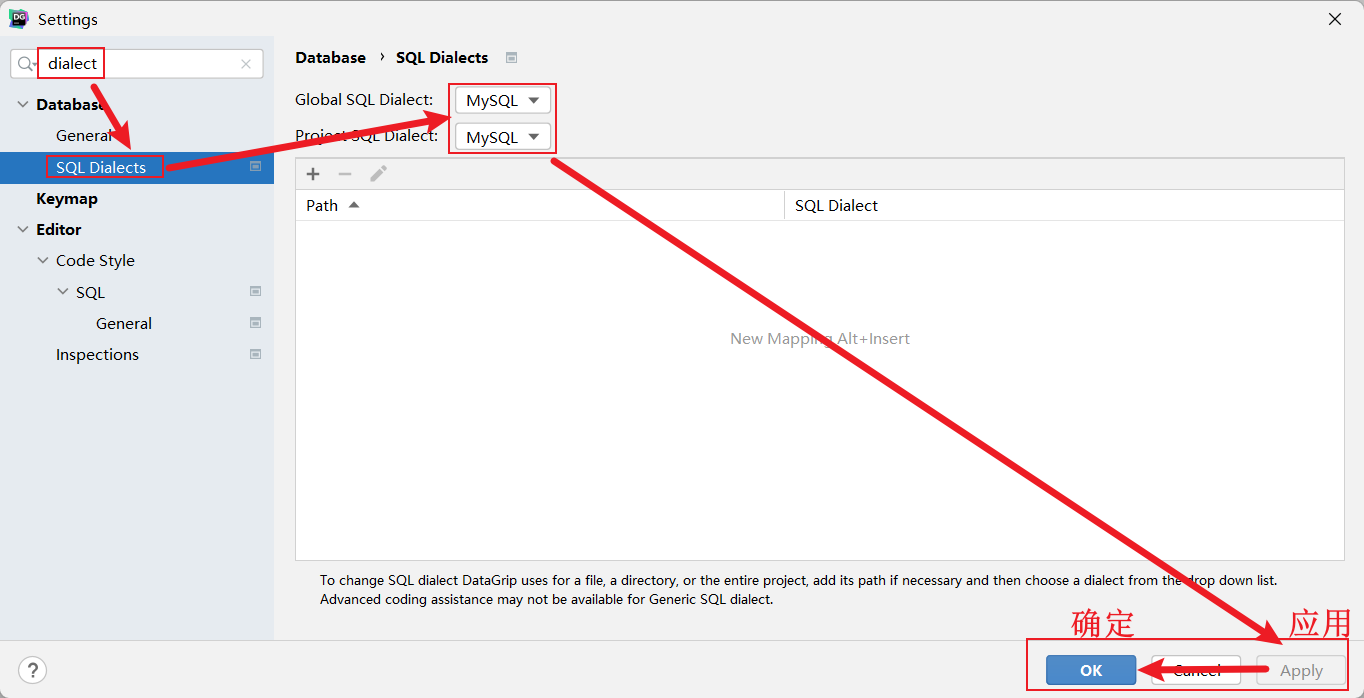 DG
Settings
dialect
Database
General
SQL Dialects
Keymap
Editor
Code Style
SQL
General
Inspections
Database › SQL Dialects
Global SQL Dialect: MySQL
Project SQL Dialect: MySQL
Path SQL Dialect
New Mapping Alt+Insert
To change SQL dialect DataGrip uses for a file, a directory, or the entire project, add its path if necessary and then choose a dialect from the drop down list.
Advanced coding assistance may not be available for Generic SQL dialect.
确定 应用
? OK Cancel Apply